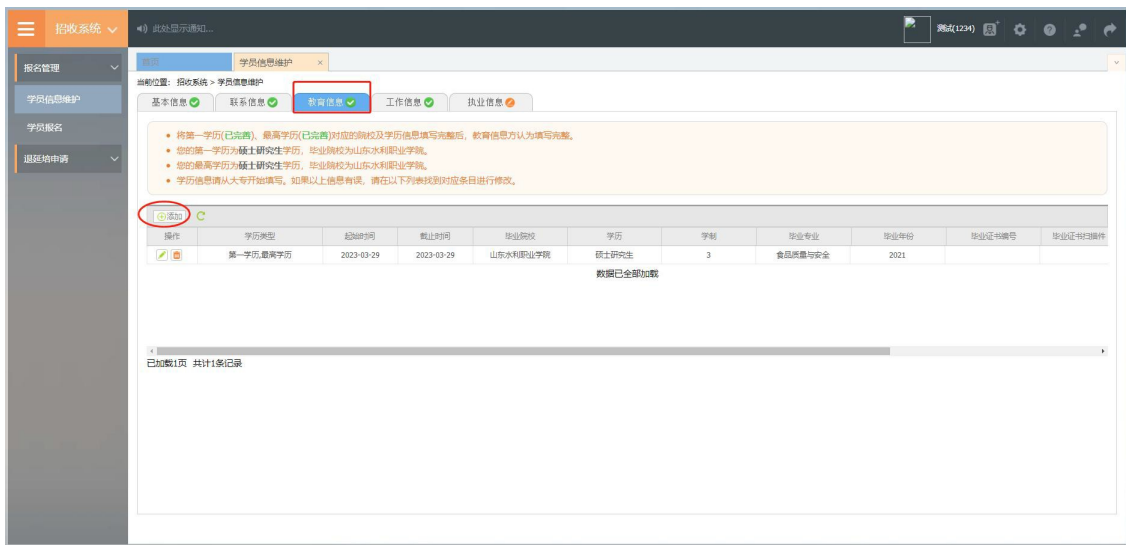 招收系统
此处显示通知...
测试(1234)
报名管理
学员信息维护
学员报名
退延培申请
首页
学员信息维护 ×
当前位置: 招收系统 > 学员信息维护
基本信息
联系信息
教育信息
工作信息
执业信息
• 将第一学历(已完善)、最高学历(已完善)对应的院校及学历信息填写完整后，教育信息方认为填写完整。
• 您的第一学历为硕士研究生学历，毕业院校为山东水利职业学院。
• 您的最高学历为硕士研究生学历，毕业院校为山东水利职业学院。
• 学历信息请从大专开始填写。如果以上信息有误，请在以下列表找到对应条目进行修改。
添加
操作 学历类型 起始时间 截止时间 毕业院校 学历 学制 毕业专业 毕业年份 毕业证书编号 毕业证书扫描件
第一学历,最高学历 2023-03-29 2023-03-29 山东水利职业学院 硕士研究生 3 食品质量与安全 2021
数据已全部加载
已加载1页 共计1条记录